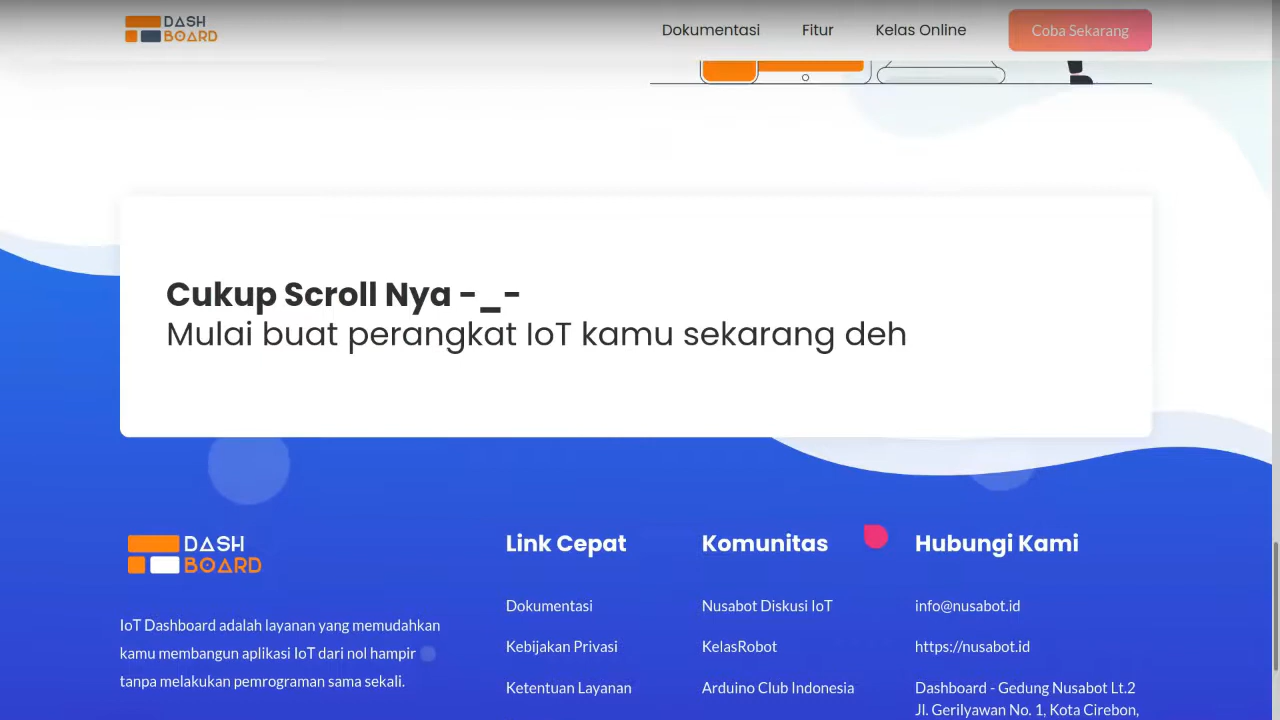 DASH
BOARD
Dokumentasi
Fitur
Kelas Online
Coba Sekarang
Cukup Scroll Nya -_-
Mulai buat perangkat IoT kamu sekarang deh
DASH
BOARD
IoT Dashboard adalah layanan yang memudahkan
kamu membangun aplikasi IoT dari nol hampir
tanpa melakukan pemrograman sama sekali.
Link Cepat
Dokumentasi
Kebijakan Privasi
Ketentuan Layanan
Komunitas
Nusabot Diskusi IoT
KelasRobot
Arduino Club Indonesia
Hubungi Kami
info@nusabot.id
https://nusabot.id
Dashboard - Gedung Nusabot Lt.2
Jl. Gerilyawan No. 1, Kota Cirebon,